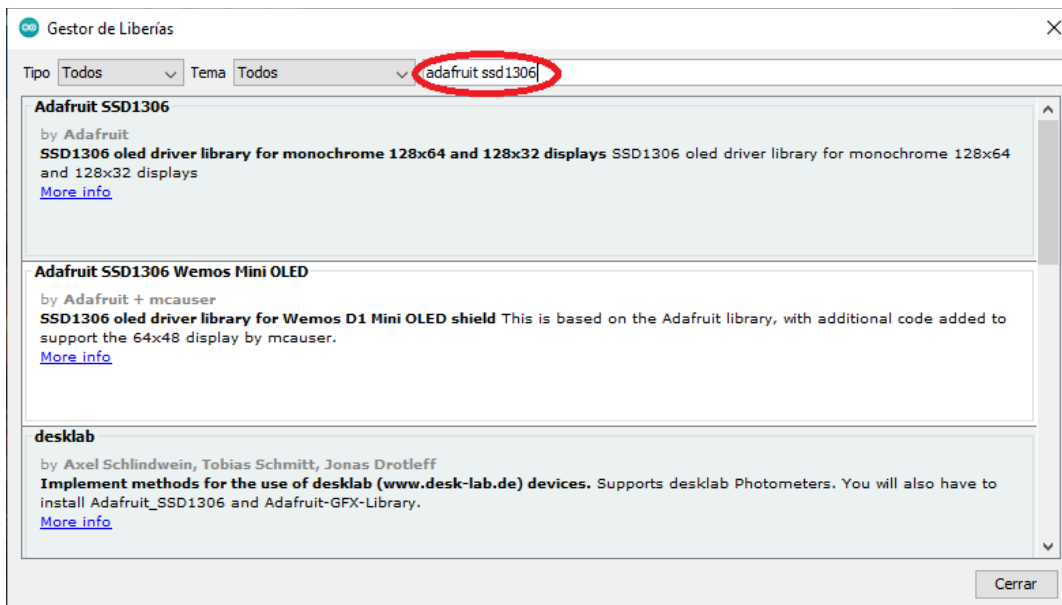 Gestor de Liberías
Tipo Todos Tema Todos adafruit ssd1306
Adafruit SSD1306
by Adafruit
SSD1306 oled driver library for monochrome 128x64 and 128x32 displays SSD1306 oled driver library for monochrome 128x64
and 128x32 displays
More info
Adafruit SSD1306 Wemos Mini OLED
by Adafruit + mcauser
SSD1306 oled driver library for Wemos D1 Mini OLED shield This is based on the Adafruit library, with additional code added to
support the 64x48 display by mcauser.
More info
desklab
by Axel Schlindwein, Tobias Schmitt, Jonas Drotleff
Implement methods for the use of desklab (www.desk-lab.de) devices. Supports desklab Photometers. You will also have to
install Adafruit_SSD1306 and Adafruit-GFX-Library.
More info
Cerrar